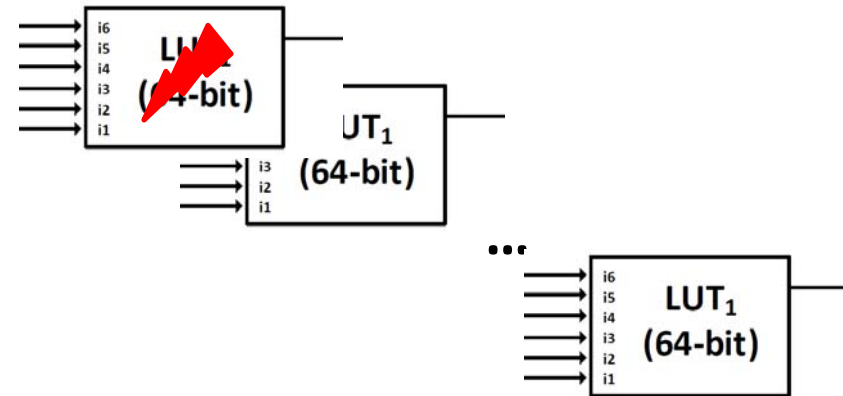 i6
i5
i4
i3
i2
i1
(64-bit)
UT₁
i3
i2
i1
(64-bit)
...
i6
i5
i4
i3
i2
i1
LUT₁
(64-bit)